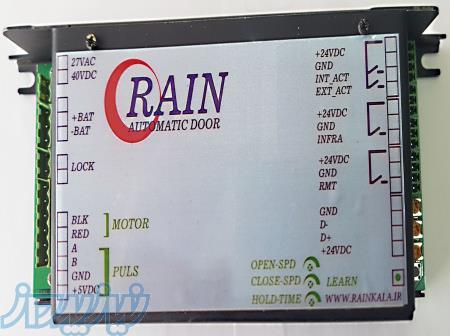 27VAC
40VDC
+BAT
-BAT
LOCK
BLK
RED
MOTOR
A
B
GND
+5VDC
PULS
RAIN
AUTOMATIC DOOR
+24VDC
GND
INT_ACT
EXT_ACT
+24VDC
GND
INFRA
+24VDC
GND
RMT
GND
D-
D+
+24VDC
OPEN-SPD
CLOSE-SPD
HOLD-TIME
LEARN
WWW.RAINKALA.IR